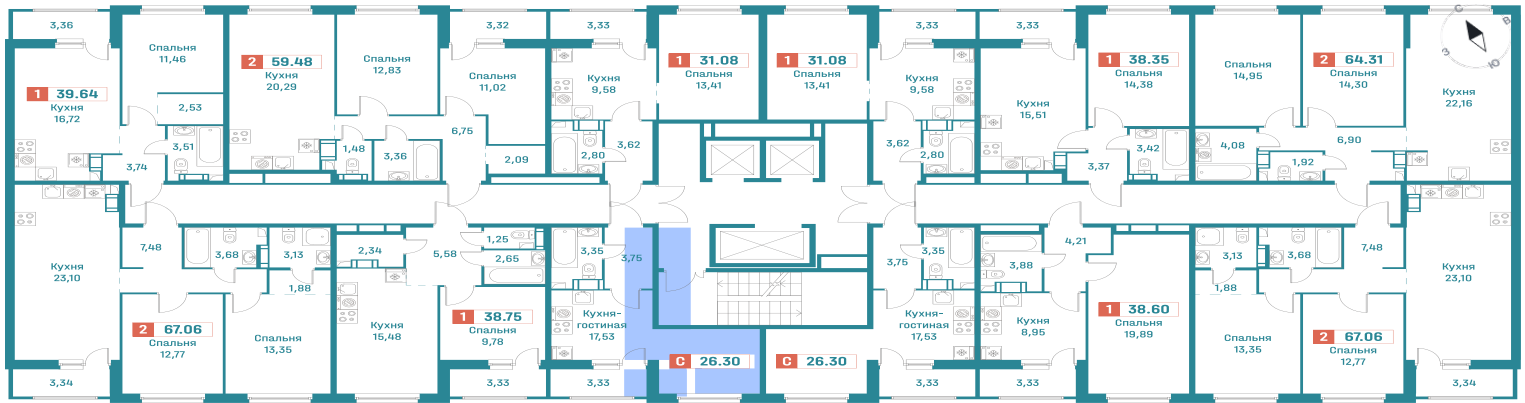 3,36
3,32
3,33
3,33
3,33
С
В
З
Ю
Спальня
11,46
2 59.48
Кухня
20,29
Спальня
12,83
Спальня
11,02
Кухня
9,58
1 31.08
Спальня
13,41
1 31.08
Спальня
13,41
Кухня
9,58
1 38.35
Спальня
14,38
Спальня
14,95
2 64.31
Спальня
14,30
Кухня
22,16
1 39.64
Кухня
16,72
2,53
3,51
3,74
1,48
3,36
6,75
2,09
2,80
3,62
3,62
2,80
Кухня
15,51
3,37
3,42
4,08
1,92
6,90
Кухня
23,10
7,48
3,68
3,13
1,88
2,34
5,58
1,25
2,65
3,35
3,75
3,75
3,35
3,88
4,21
3,13
1,88
3,68
7,48
Кухня
23,10
2 67.06
Спальня
12,77
Спальня
13,35
Кухня
15,48
1 38.75
Спальня
9,78
Кухня-
гостиная
17,53
С 26.30
С 26.30
Кухня-
гостиная
17,53
Кухня
8,95
1 38.60
Спальня
19,89
Спальня
13,35
2 67.06
Спальня
12,77
3,34
3,33
3,33
3,33
3,33
3,34